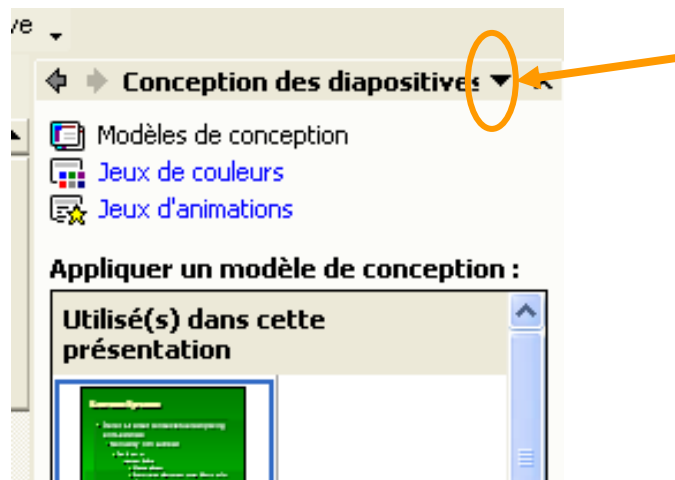 ve
Conception des diapositives
Modèles de conception
Jeux de couleurs
Jeux d'animations
Appliquer un modèle de conception :
Utilisé(s) dans cette
présentation